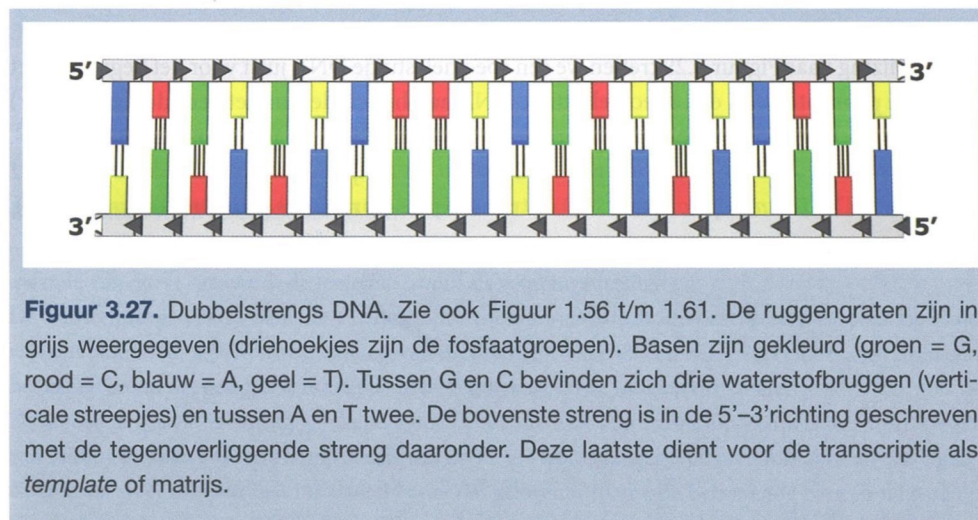 5′ 3′
3′ 5′
Figuur 3.27. Dubbelstrengs DNA. Zie ook Figuur 1.56 t/m 1.61. De ruggengraten zijn in
grijs weergegeven (driehoekjes zijn de fosfaatgroepen). Basen zijn gekleurd (groen = G,
rood = C, blauw = A, geel = T). Tussen G en C bevinden zich drie waterstofbruggen (verti-
cale streepjes) en tussen A en T twee. De bovenste streng is in de 5’–3’richting geschreven
met de tegenoverliggende streng daaronder. Deze laatste dient voor de transcriptie als
template of matrijs.